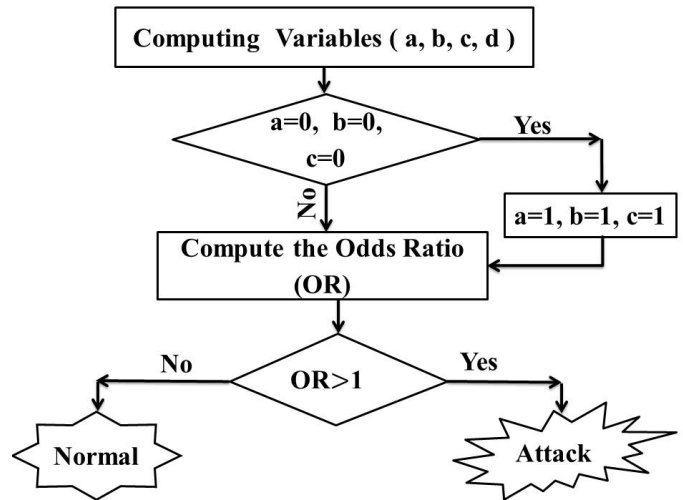 Computing Variables ( a, b, c, d )
a=0, b=0,
c=0
Yes
No
a=1, b=1, c=1
Compute the Odds Ratio
(OR)
No
OR>1
Yes
Normal
Attack